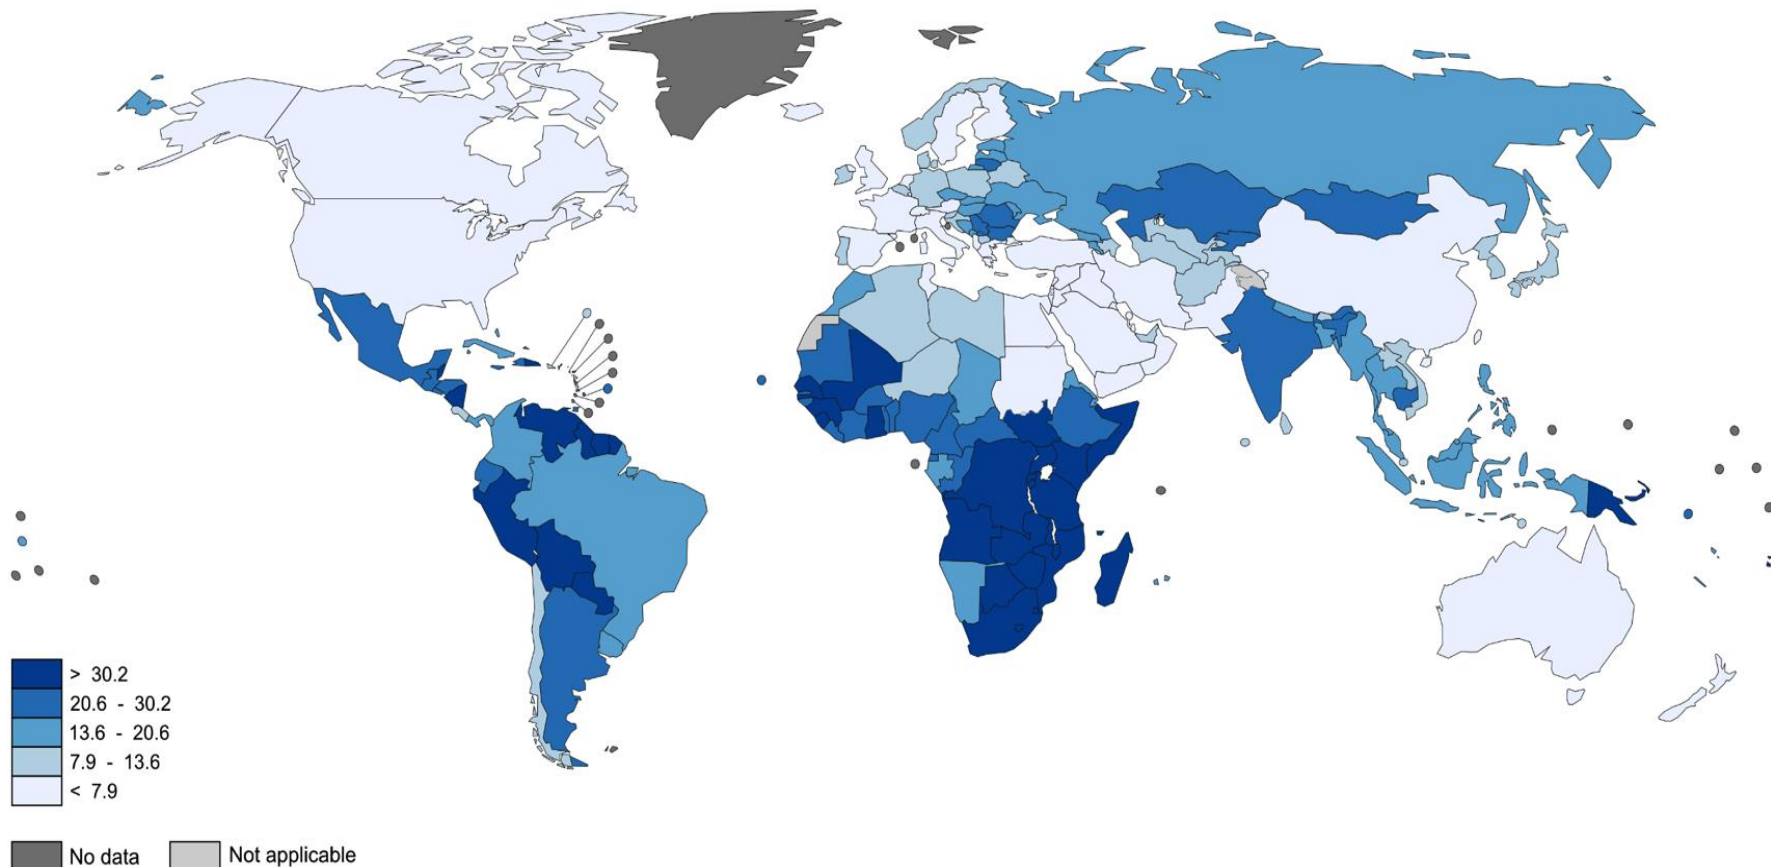 > 30.2
20.6 - 30.2
13.6 - 20.6
7.9 - 13.6
< 7.9
No data
Not applicable